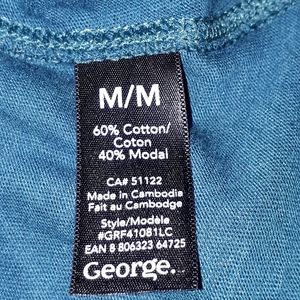 M/M
60% Cotton/
Coton
40% Modal
CA# 51122
Made in Cambodia
Fait au Cambodge
Style/Modèle
#GRF41081LC
EAN 8 806323 64725
George.